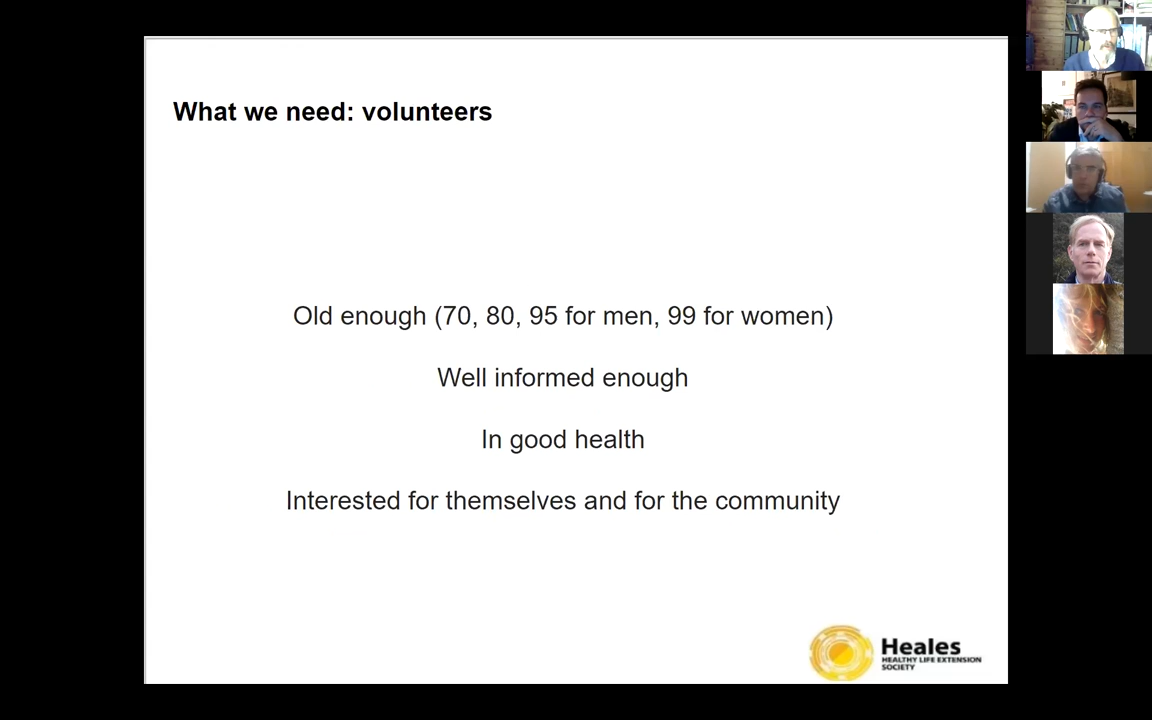 What we need: volunteers
Old enough (70, 80, 95 for men, 99 for women)
Well informed enough
In good health
Interested for themselves and for the community
Heales
HEALTHY LIFE EXTENSION
SOCIETY